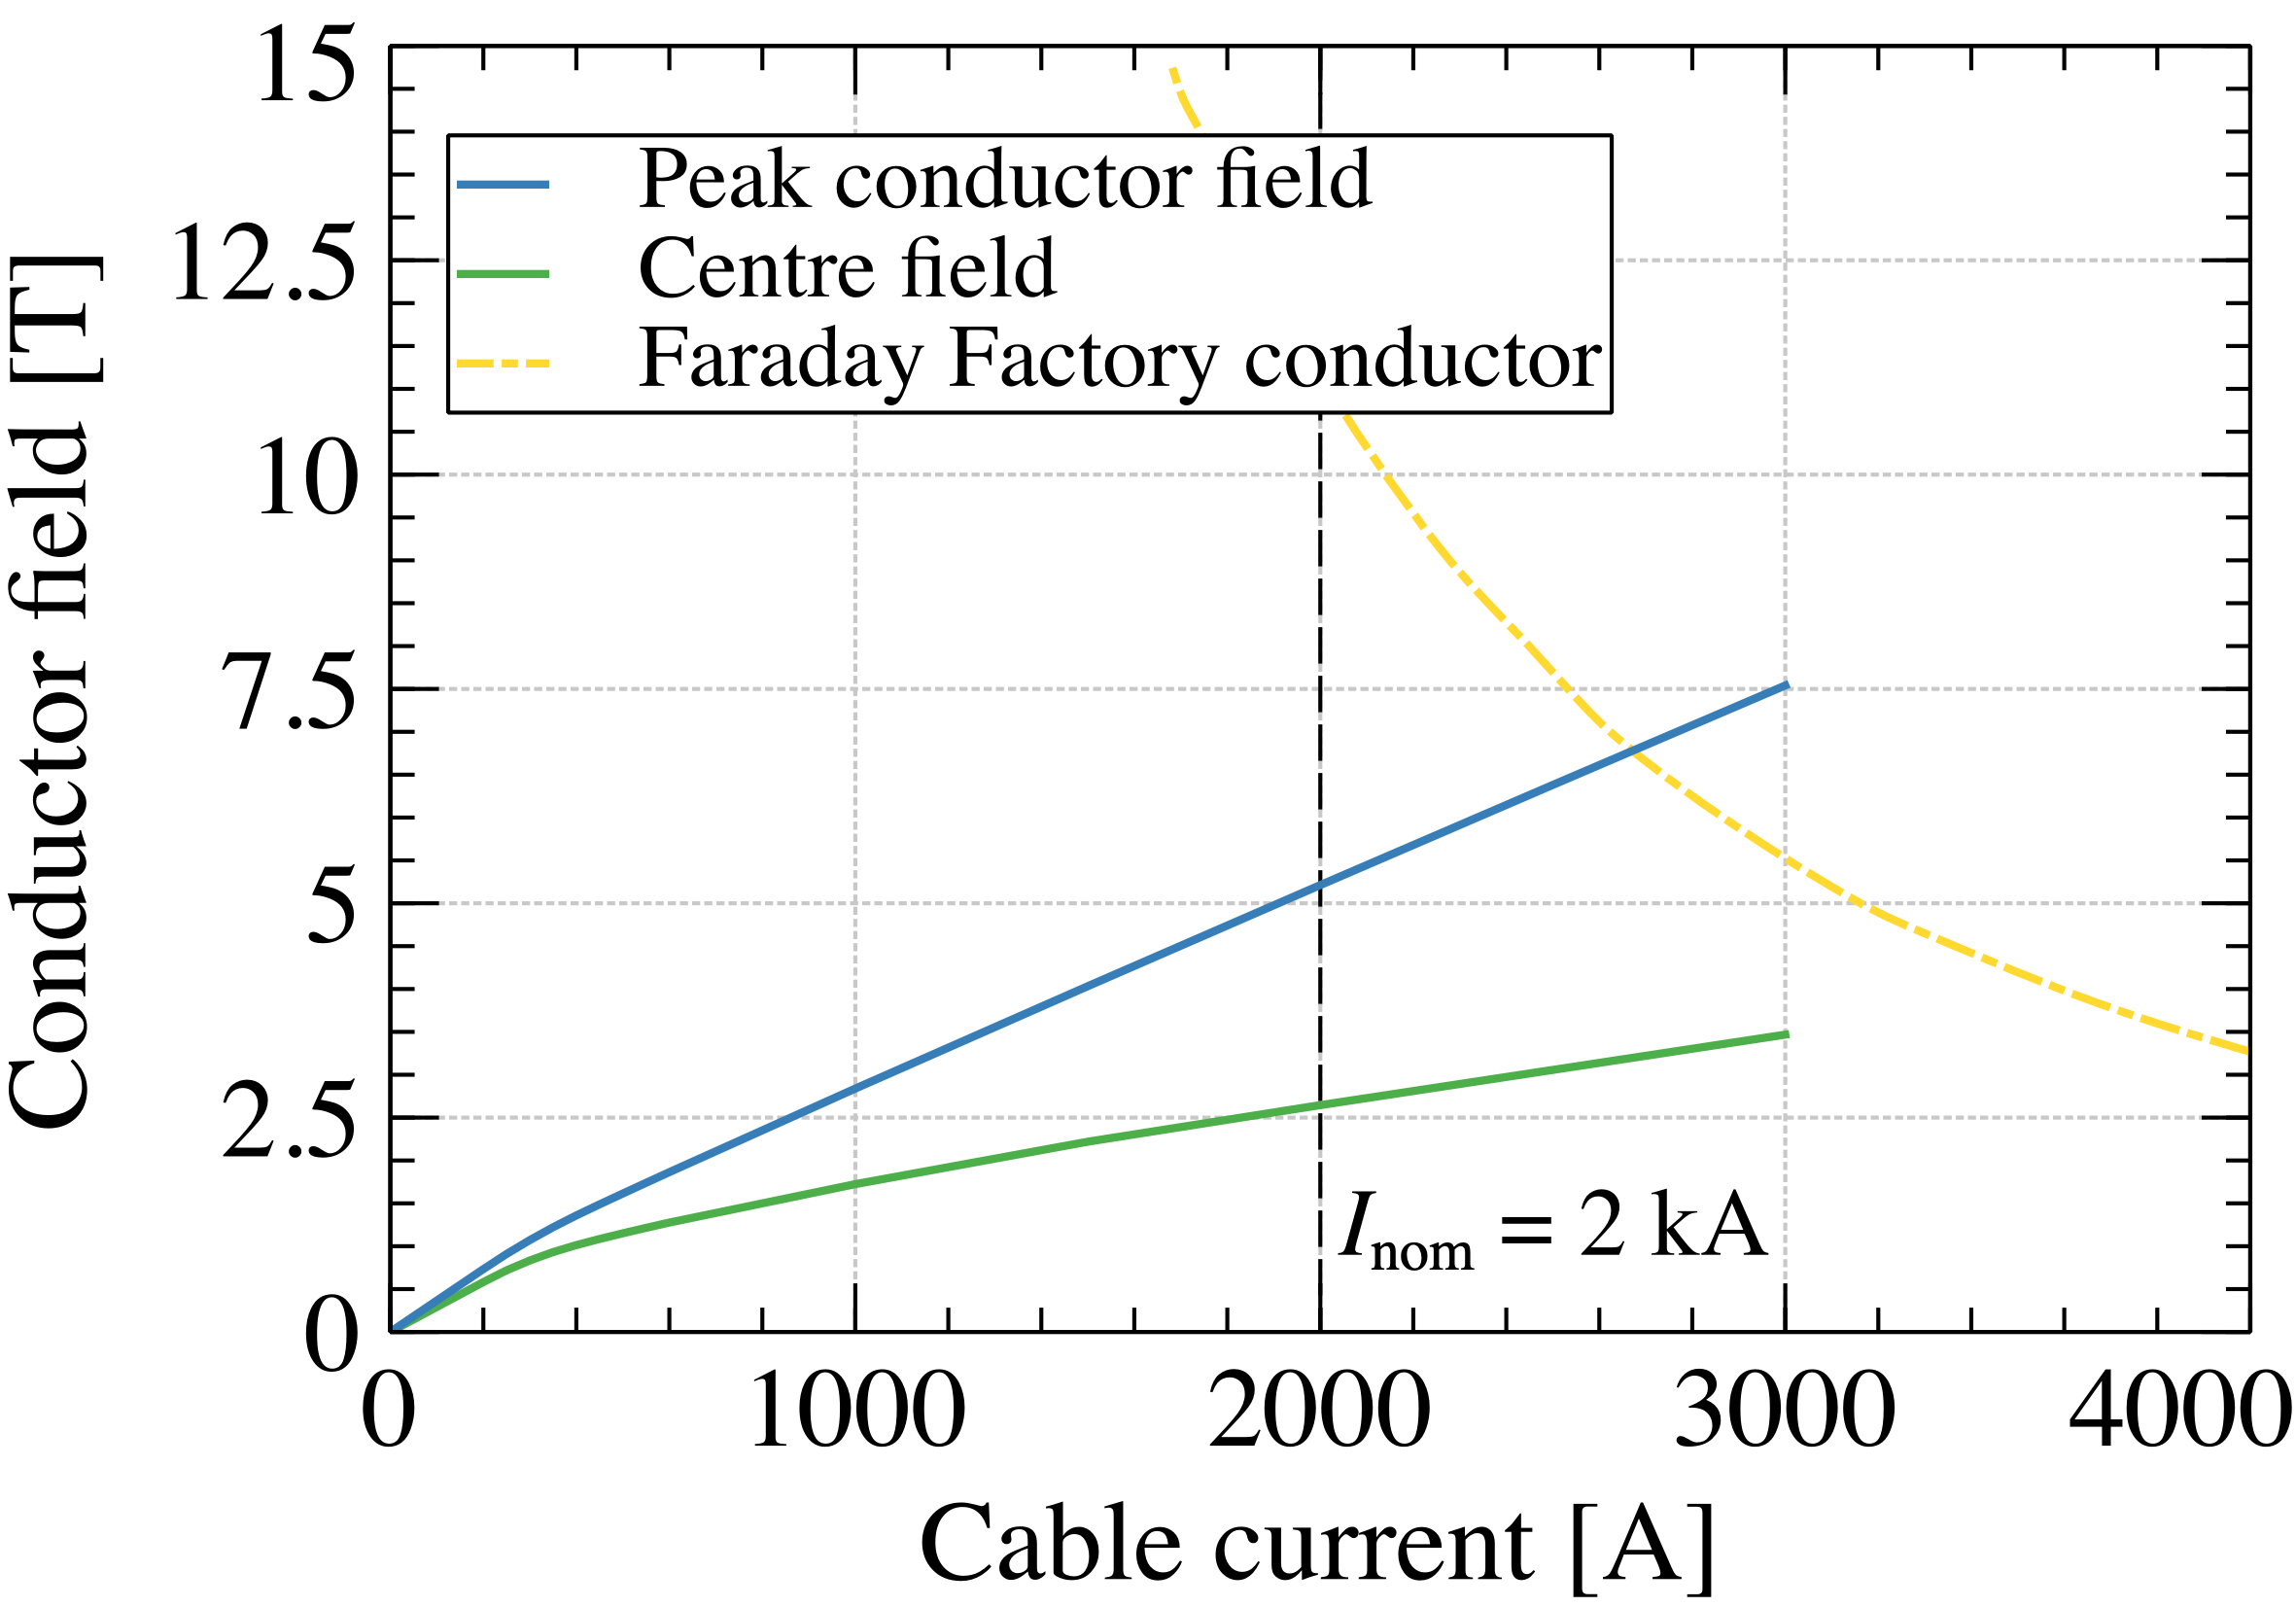 Conductor field [T]
15
12.5
10
7.5
5
2.5
0
Peak conductor field
Centre field
Faraday Factory conductor
I_nom = 2 kA
0 1000 2000 3000 4000
Cable current [A]